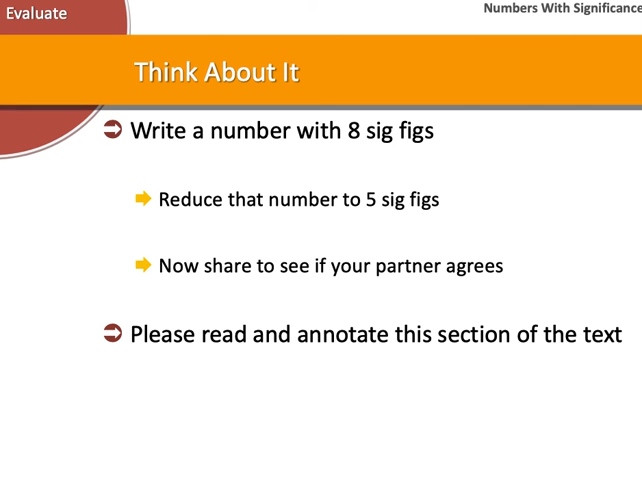 Evaluate
Numbers With Significance
Think About It
Write a number with 8 sig figs
Reduce that number to 5 sig figs
Now share to see if your partner agrees
Please read and annotate this section of the text